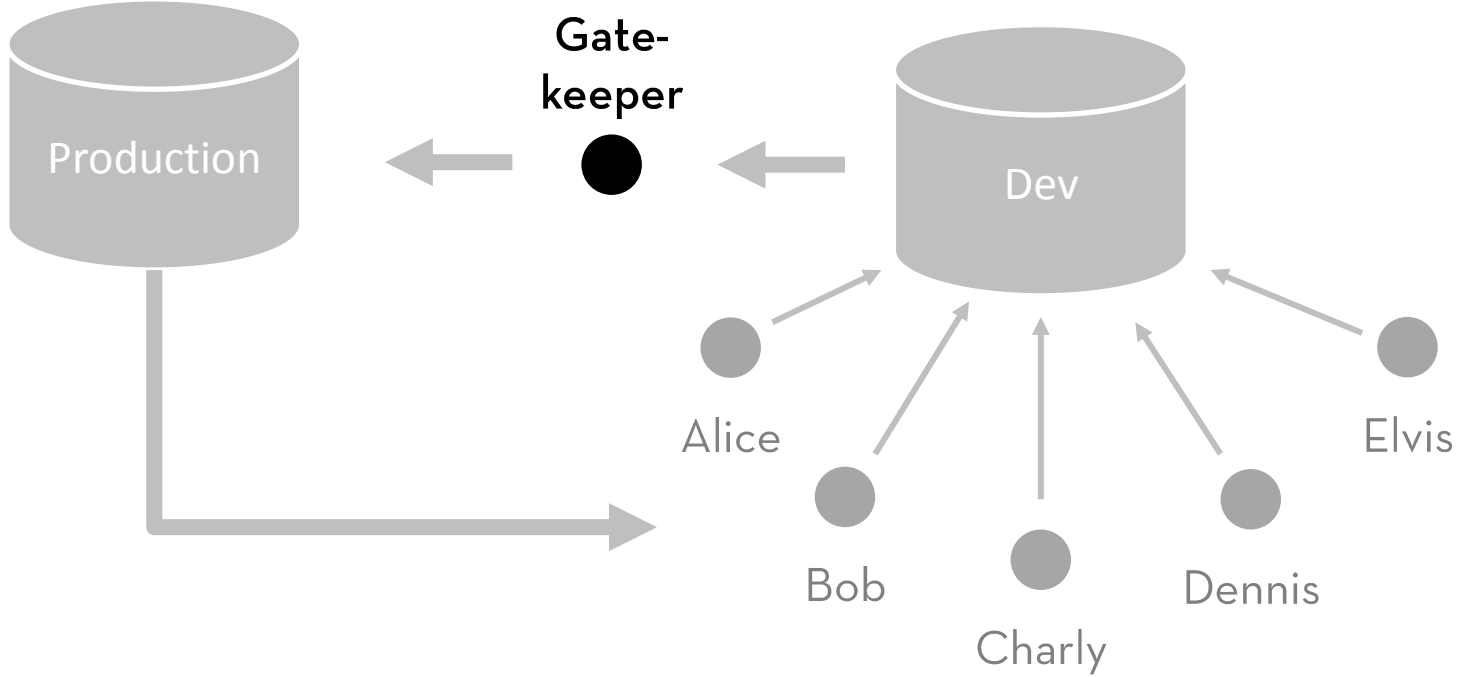 Gate-
keeper
Production
Dev
Alice
Elvis
Bob
Dennis
Charly